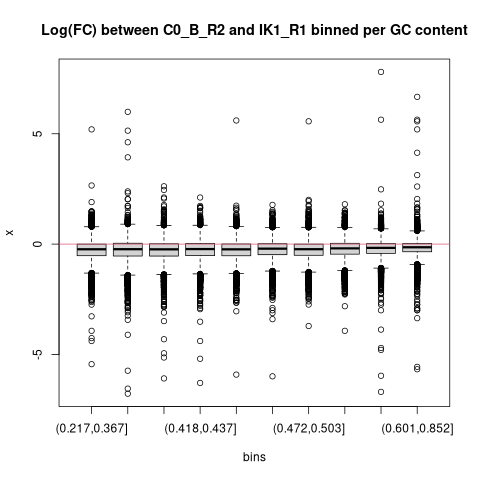 Log(FC) between C0_B_R2 and IK1_R1 binned per GC content
x
5
0
-5
(0.217,0.367] (0.418,0.437] (0.472,0.503] (0.601,0.852]
bins